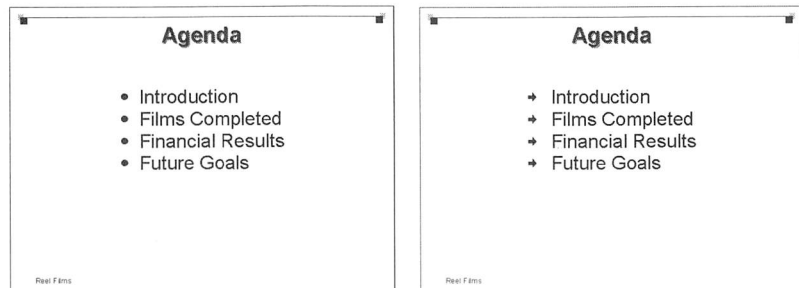 Agenda
• Introduction
• Films Completed
• Financial Results
• Future Goals
Reel Films
Agenda
➔ Introduction
➔ Films Completed
➔ Financial Results
➔ Future Goals
Reel Films